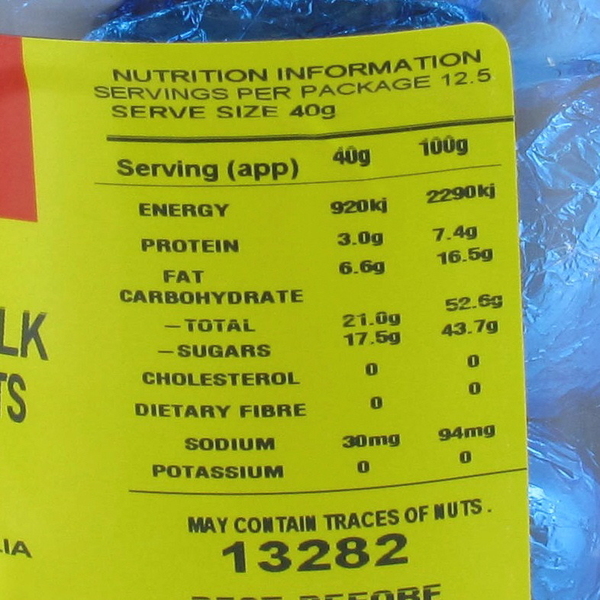 NUTRITION INFORMATION
SERVINGS PER PACKAGE 12.5
SERVE SIZE 40g
Serving (app) 40g 100g
ENERGY 920kj 2290kj
PROTEIN 3.0g 7.4g
FAT 6.6g 16.5g
CARBOHYDRATE
—TOTAL 21.0g 52.6g
—SUGARS 17.5g 43.7g
CHOLESTEROL 0 0
DIETARY FIBRE 0 0
SODIUM 30mg 94mg
POTASSIUM 0 0
MAY CONTAIN TRACES OF NUTS.
13282
BEST BEFORE
LK
TS
IA